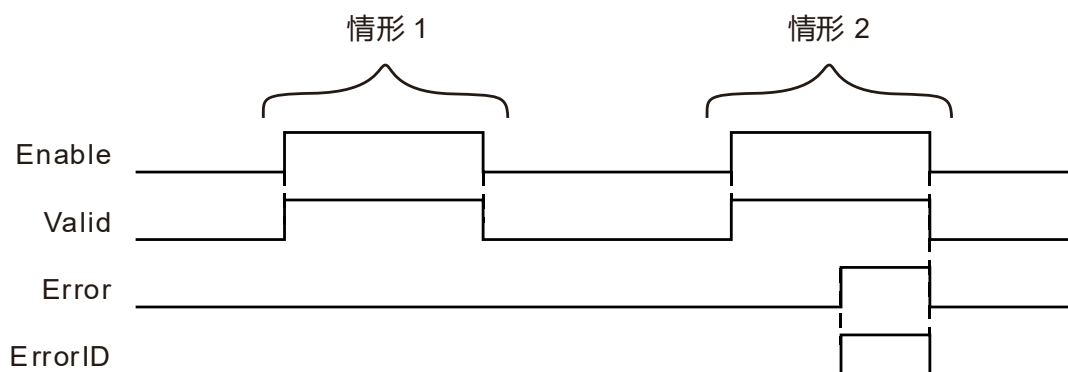 情形 1
情形 2
Enable
Valid
Error
ErrorID